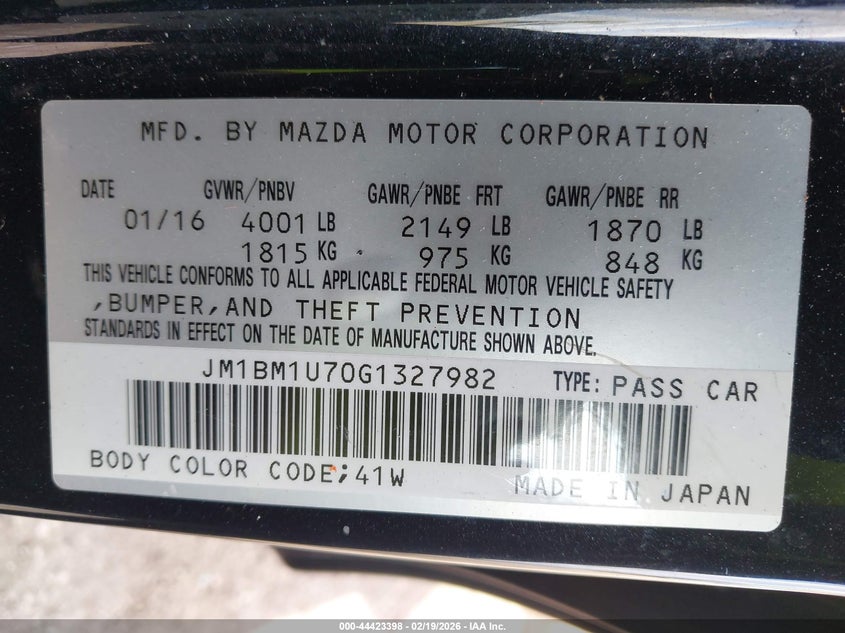 MFD. BY MAZDA MOTOR CORPORATION
DATE GVWR/PNBV GAWR/PNBE FRT GAWR/PNBE RR
01/16 4001 LB 2149 LB 1870 LB
1815 KG 975 KG 848 KG
THIS VEHICLE CONFORMS TO ALL APPLICABLE FEDERAL MOTOR VEHICLE SAFETY
,BUMPER,AND THEFT PREVENTION
STANDARDS IN EFFECT ON THE DATE OF MANUFACTURE SHOWN ABOVE.
JM1BM1U70G1327982 TYPE: PASS CAR
BODY COLOR CODE;41W MADE IN JAPAN
000-44423398 - 02/19/2026 - IAA Inc.